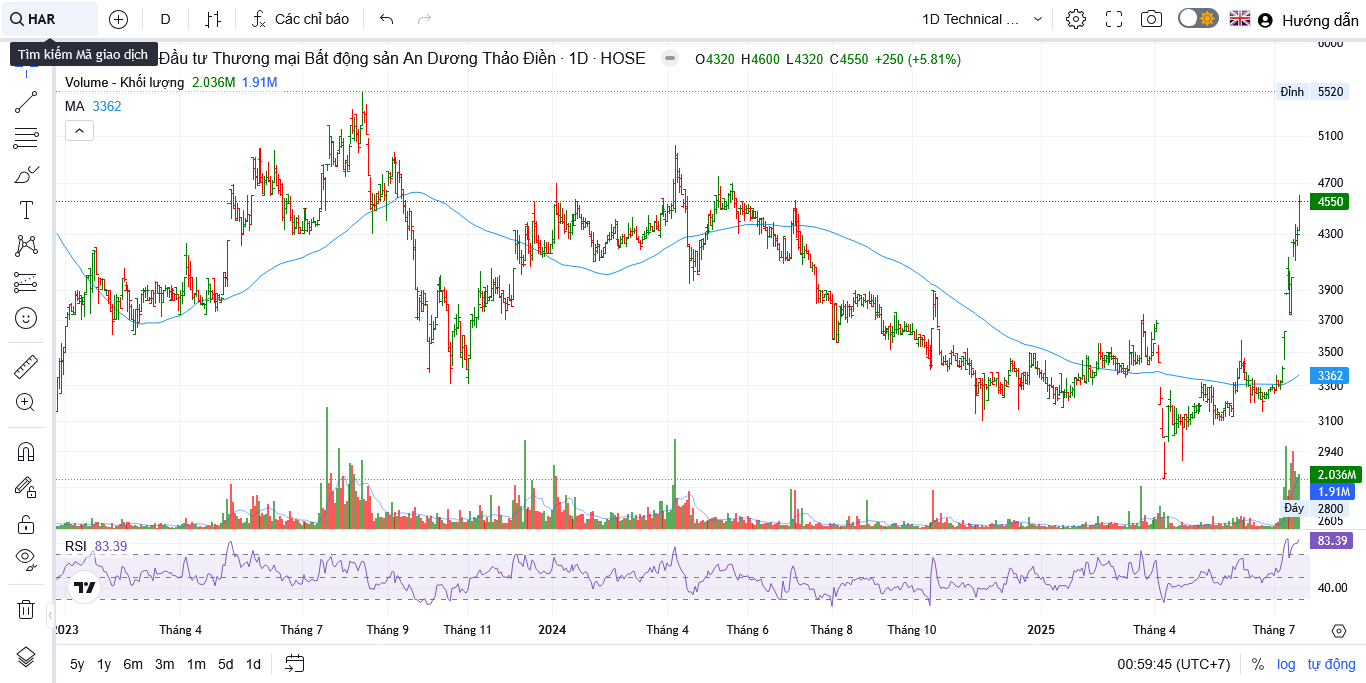 HAR
D
Các chỉ báo
1D Technical ...
Hướng dẫn
Tìm kiếm Mã giao dịch
Đầu tư Thương mại Bất động sản An Dương Thảo Điền · 1D · HOSE
O4320 H4600 L4320 C4550 +250 (+5.81%)
Volume - Khối lượng 2.036M 1.91M
MA 3362
6000
Đỉnh 5520
5100
4700
4550
4300
3900
3700
3500
3362
3300
3100
2940
2.036M
1.91M
Đáy 2800
2605
RSI 83.39
83.39
40.00
2023 Tháng 4 Tháng 7 Tháng 9 Tháng 11 2024 Tháng 4 Tháng 6 Tháng 8 Tháng 10 2025 Tháng 4 Tháng 7
5y 1y 6m 3m 1m 5d 1d
00:59:45 (UTC+7) % log tự động